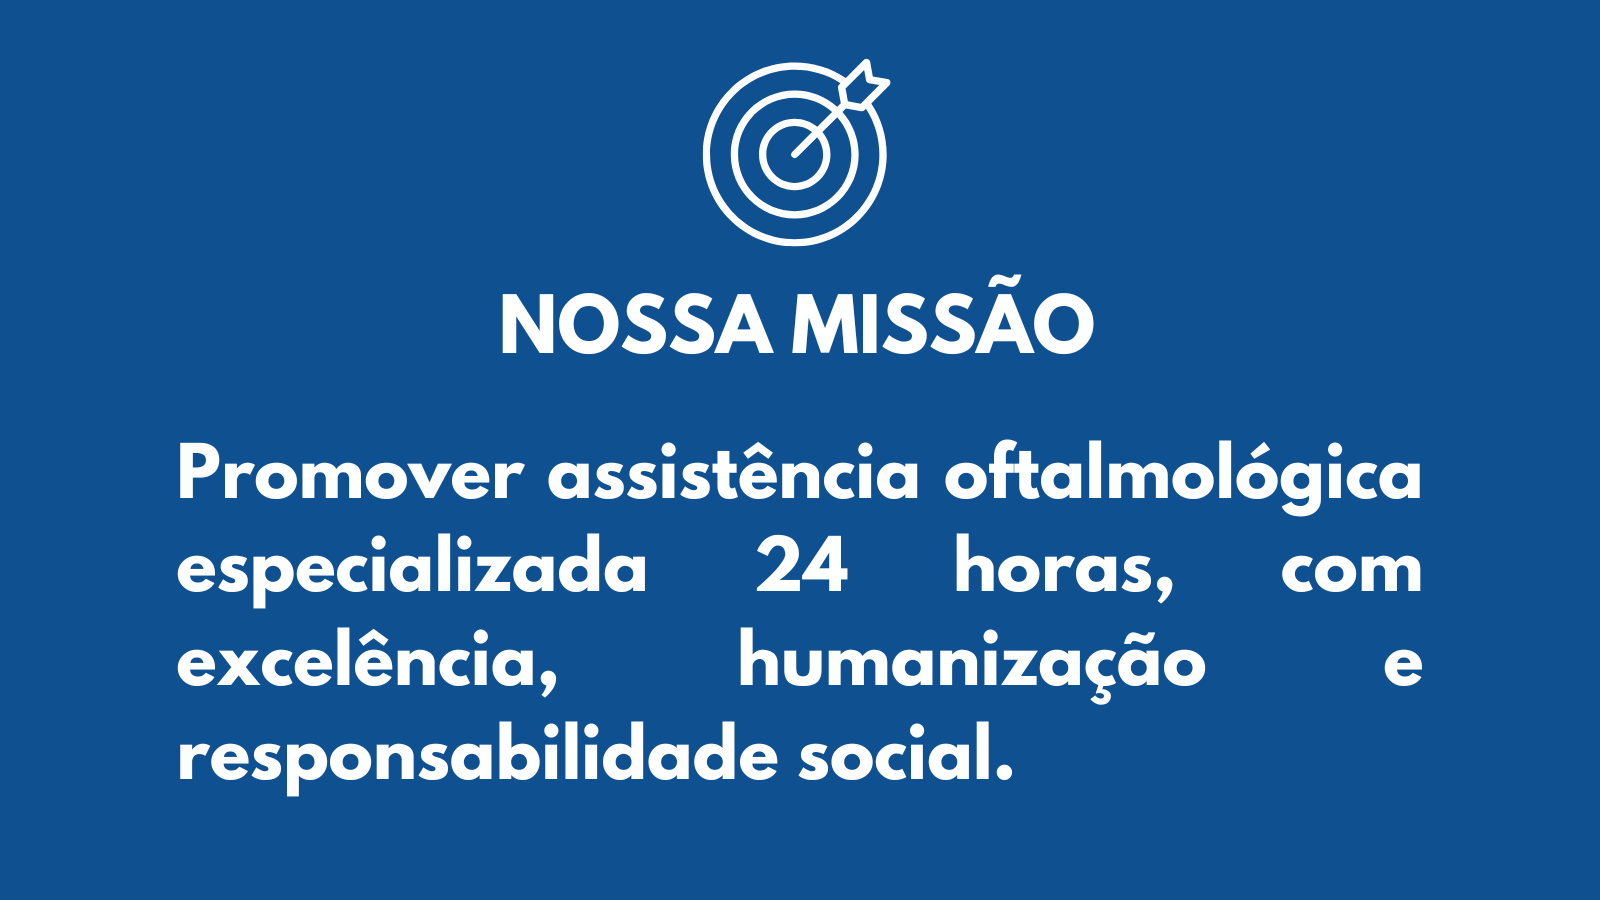 NOSSA MISSÃO
Promover assistência oftalmológica
especializada 24 horas, com
excelência, humanização e
responsabilidade social.